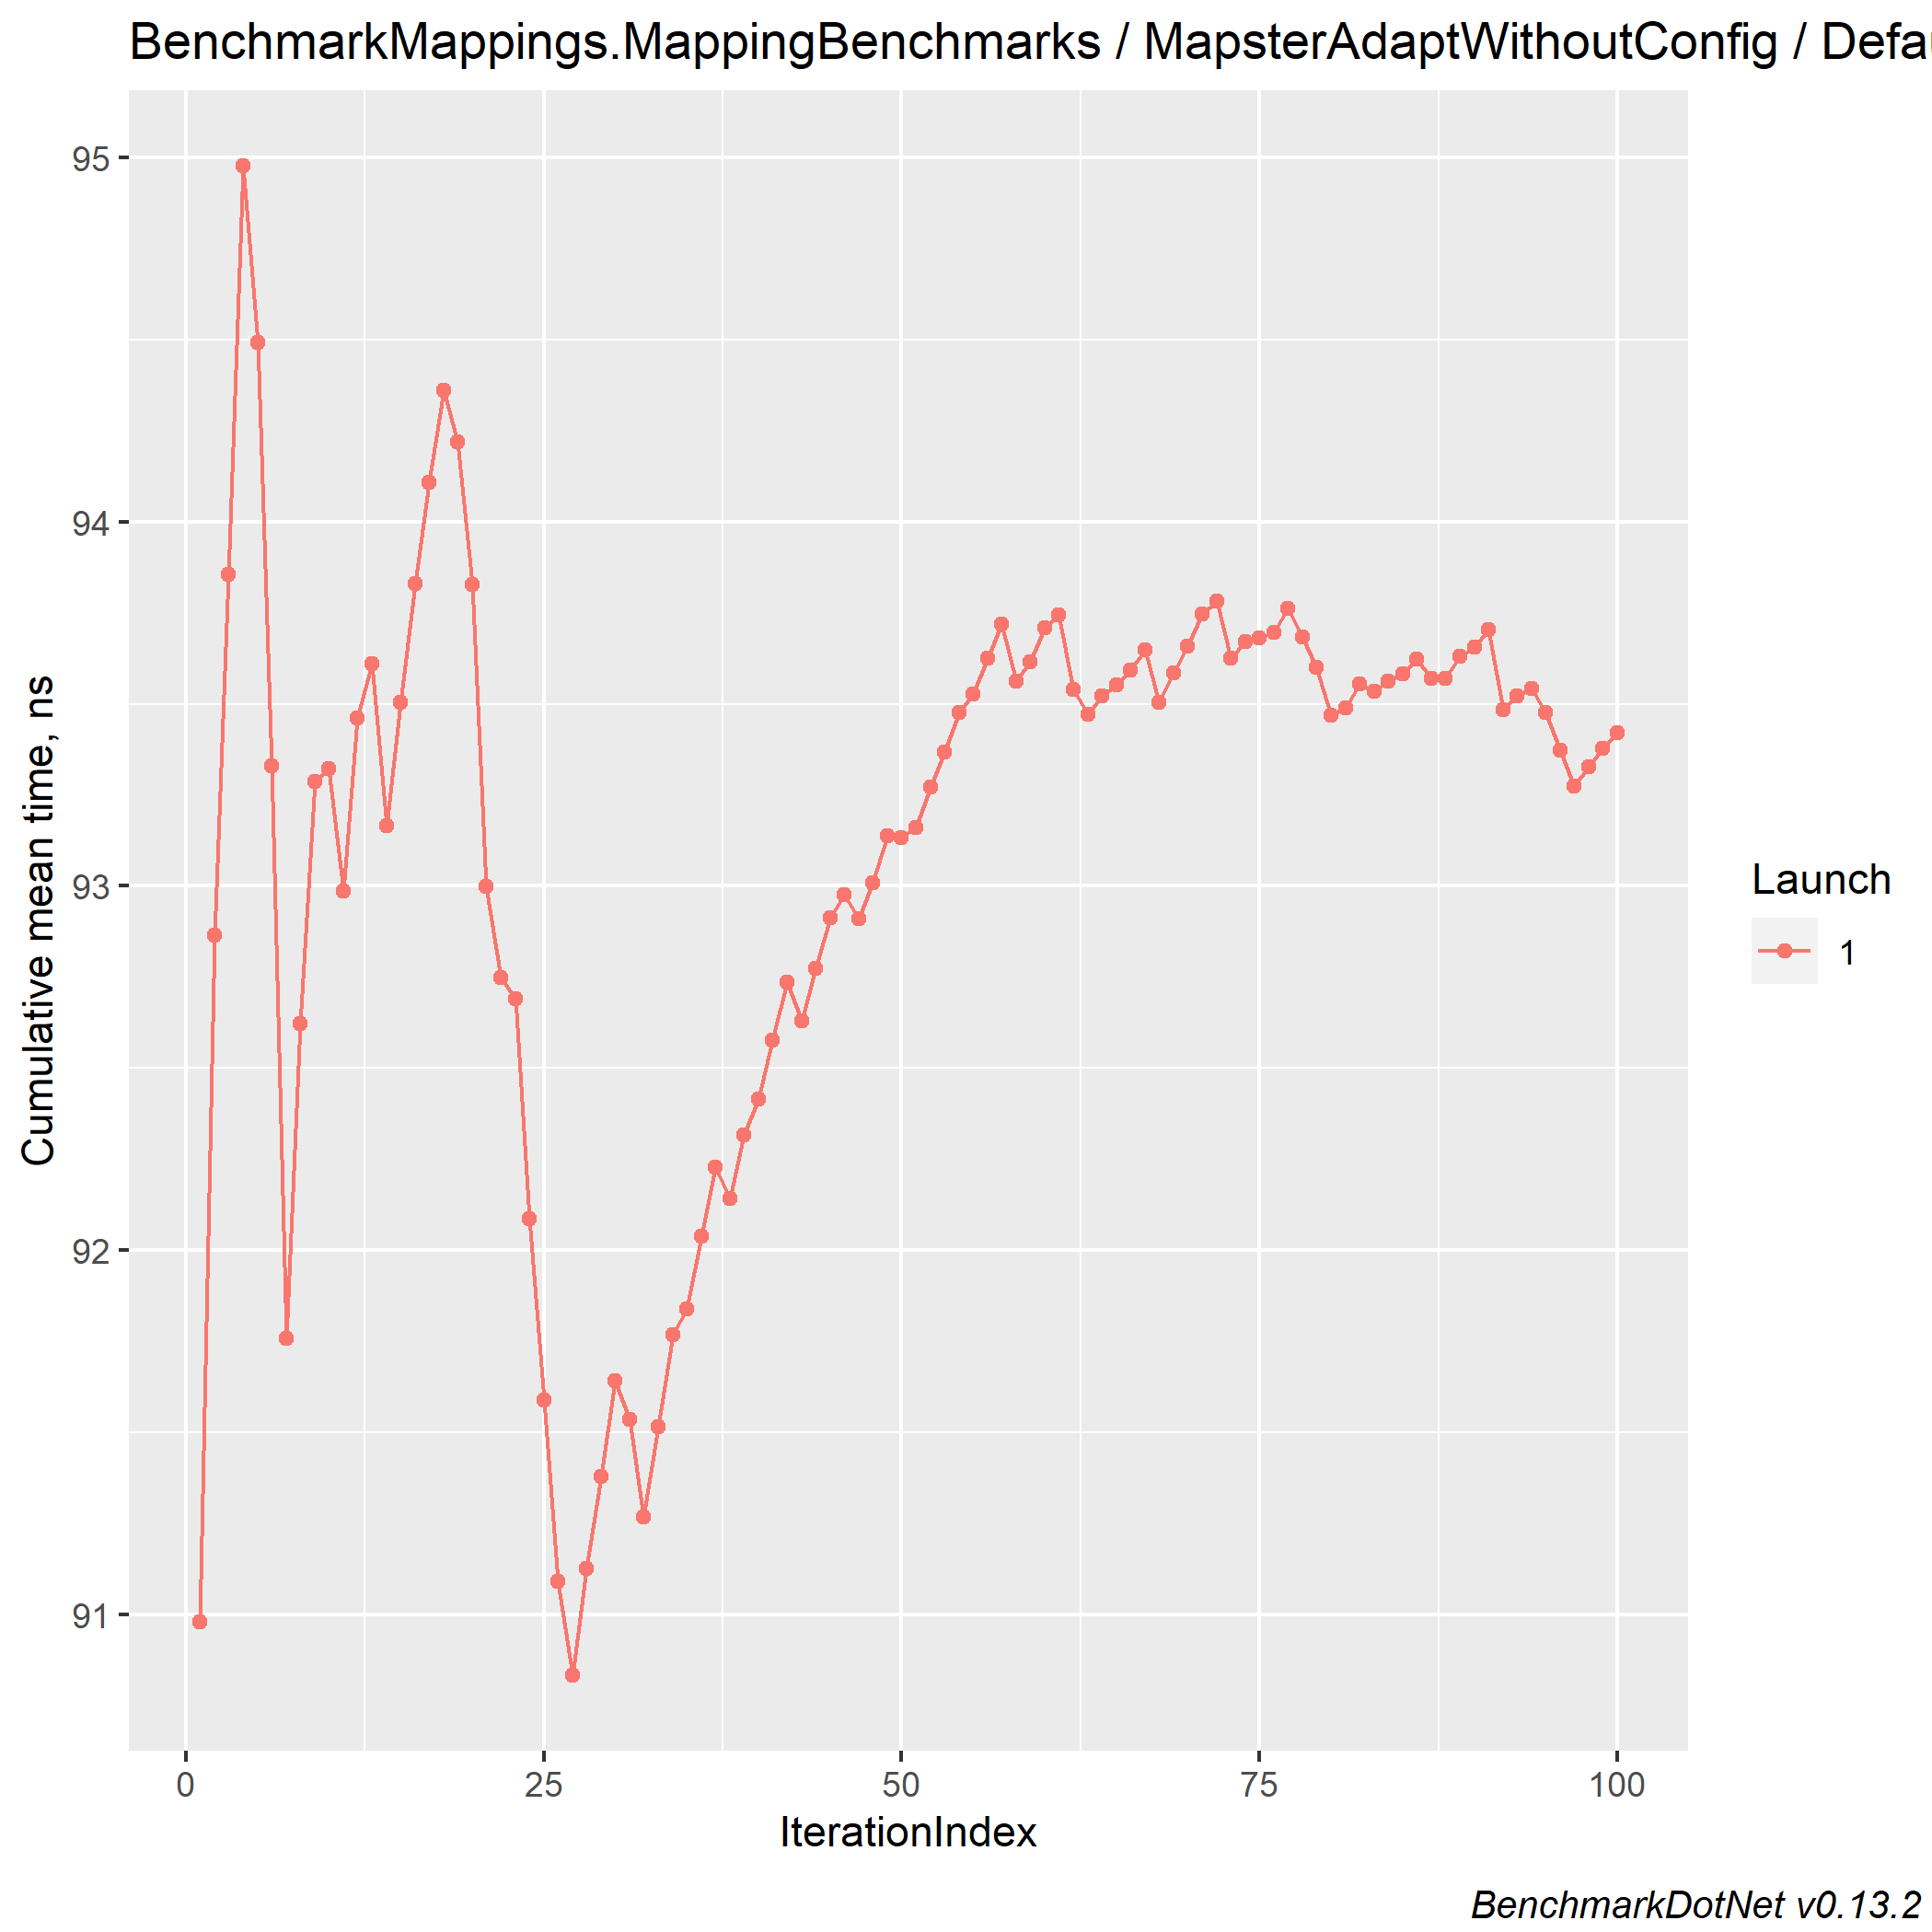 BenchmarkMappings.MappingBenchmarks / MapsterAdaptWithoutConfig /
Cumulative mean time, ns
95
94
93
92
91
0 25 50 75 100
IterationIndex
Launch
1
BenchmarkDotNet v0.13.2